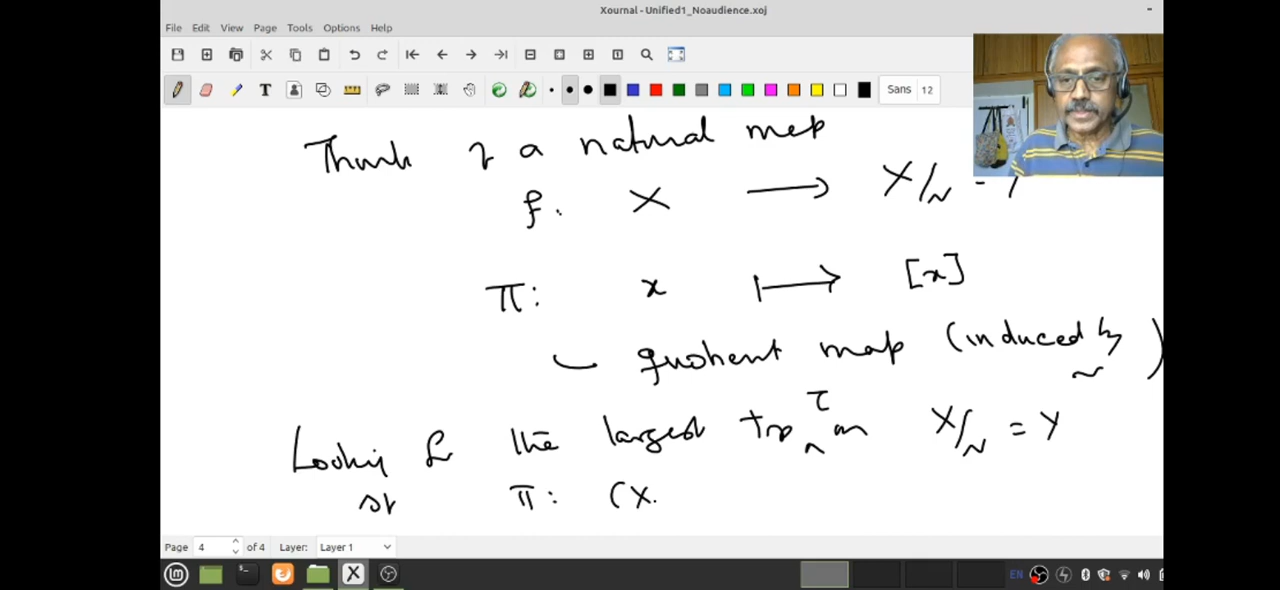 Xournal - Unified1_Noaudience.xoj
File Edit View Page Tools Options Help
Sans 12
Think of a natural map
f: X ⟶ X/~ = Y
π: x ⟼ [x]
quotient map (induced by ~)
Looking for the largest top τ on X/~ = Y
st π: (X.
Page 4 of 4 Layer: Layer 1
EN